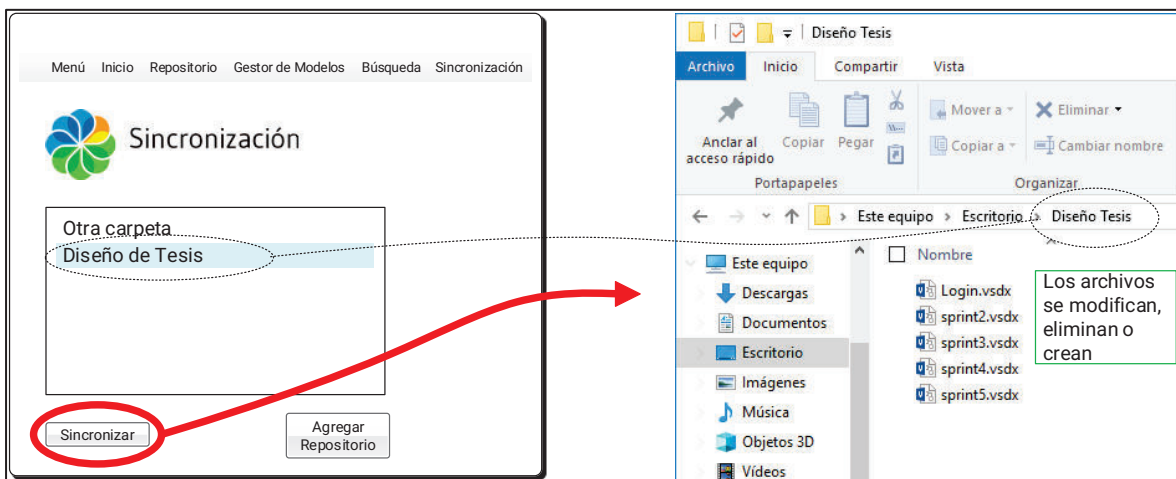 Menú Inicio Repositorio Gestor de Modelos Búsqueda Sincronización
Sincronización
Otra carpeta
Diseño de Tesis
Sincronizar
Agregar
Repositorio
Diseño Tesis
Archivo Inicio Compartir Vista
Anclar al
acceso rápido
Copiar
Pegar
Mover a
Copiar a
Eliminar
Cambiar nombre
Portapapeles
Organizar
Este equipo > Escritorio > Diseño Tesis
Este equipo
Descargas
Documentos
Escritorio
Imágenes
Música
Objetos 3D
Vídeos
Nombre
Login.vsdx
sprint2.vsdx
sprint3.vsdx
sprint4.vsdx
sprint5.vsdx
Los archivos
se modifican,
eliminan o
crean